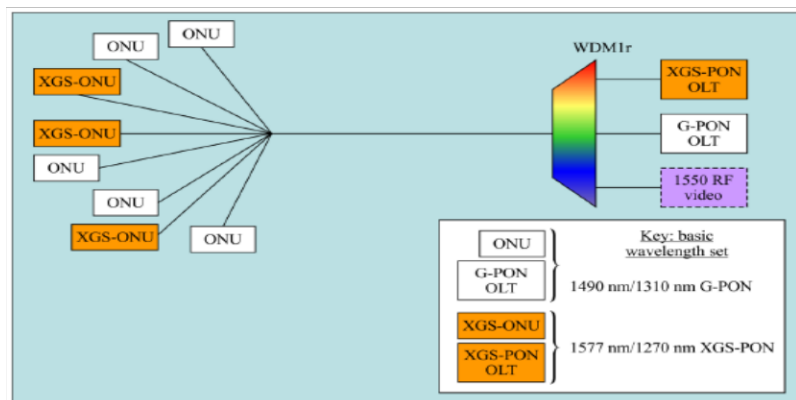 ONU
ONU
XGS-ONU
XGS-ONU
ONU
ONU
XGS-ONU
ONU
WDM1r
XGS-PON
OLT
G-PON
OLT
1550 RF
video
Key: basic
wavelength set
ONU
G-PON
OLT
1490 nm/1310 nm G-PON
XGS-ONU
XGS-PON
OLT
1577 nm/1270 nm XGS-PON